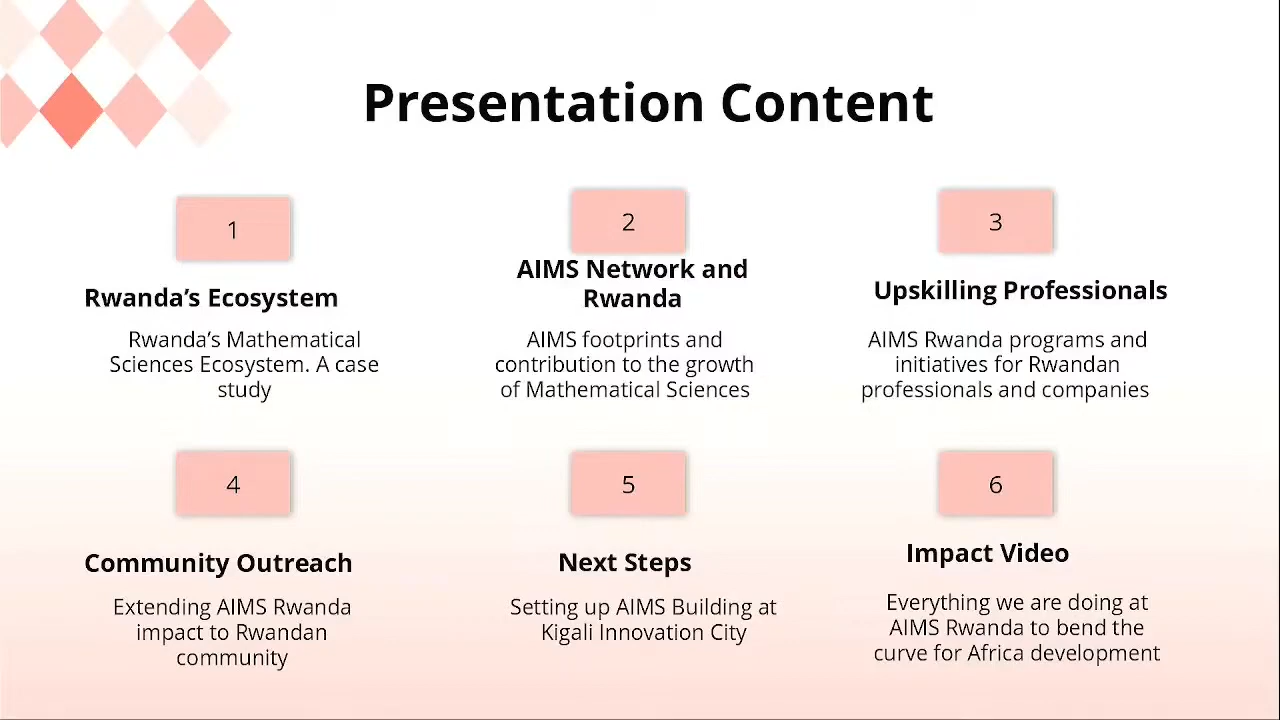 Presentation Content
1
Rwanda’s Ecosystem
Rwanda’s Mathematical
Sciences Ecosystem. A case
study
2
AIMS Network and
Rwanda
AIMS footprints and
contribution to the growth
of Mathematical Sciences
3
Upskilling Professionals
AIMS Rwanda programs and
initiatives for Rwandan
professionals and companies
4
Community Outreach
Extending AIMS Rwanda
impact to Rwandan
community
5
Next Steps
Setting up AIMS Building at
Kigali Innovation City
6
Impact Video
Everything we are doing at
AIMS Rwanda to bend the
curve for Africa development